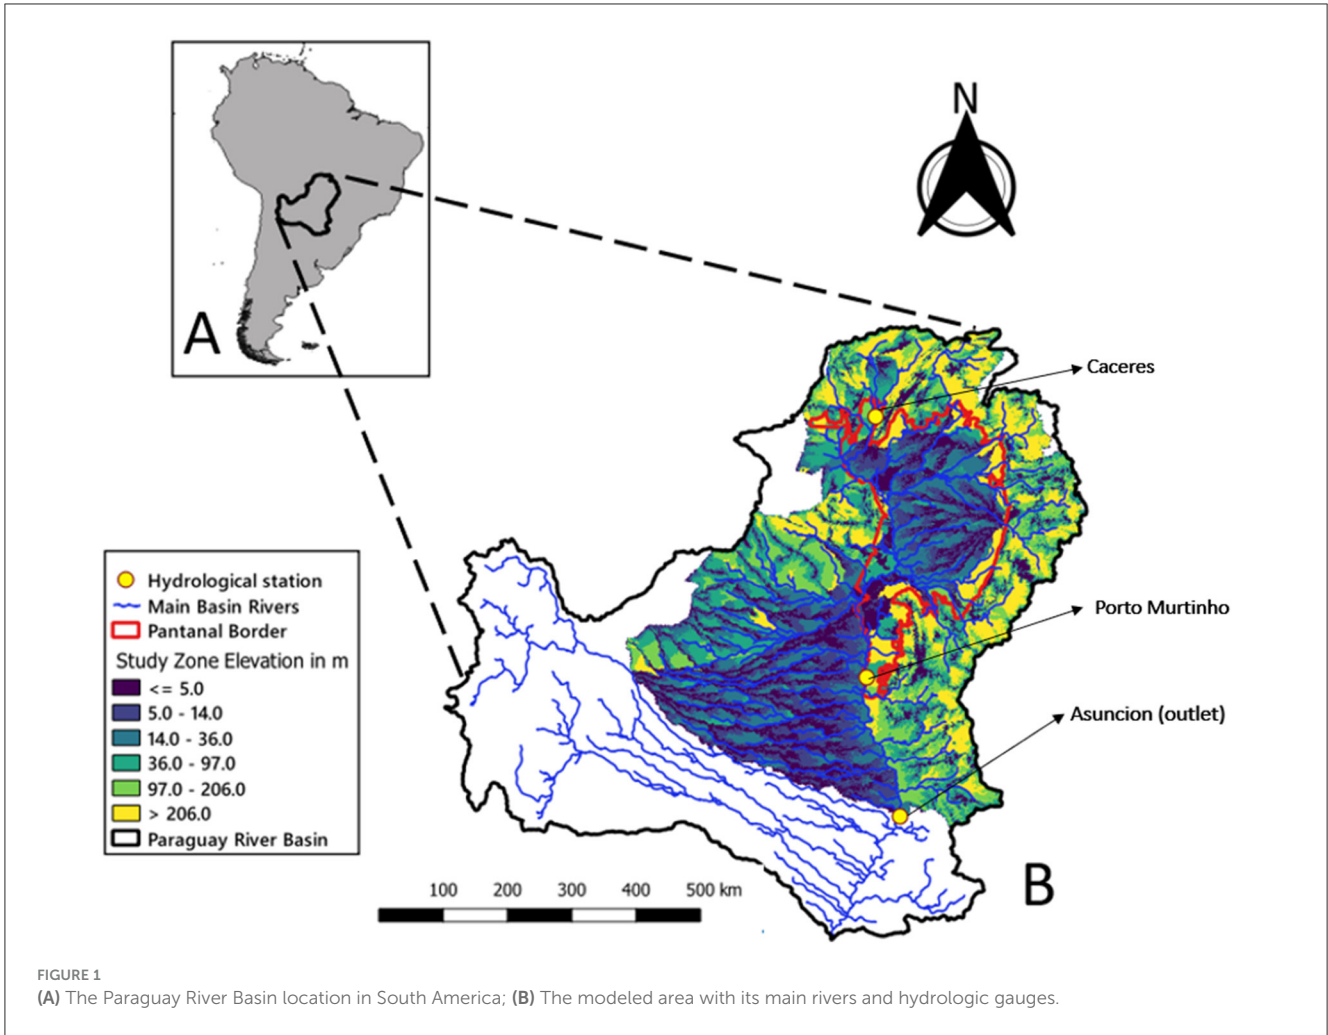 A
N
Caceres
Porto Murtinho
Asuncion (outlet)
Hydrological station
Main Basin Rivers
Pantanal Border
Study Zone Elevation in m
<= 5.0
5.0 - 14.0
14.0 - 36.0
36.0 - 97.0
97.0 - 206.0
> 206.0
Paraguay River Basin
100 200 300 400 500 km
B
FIGURE 1
(A) The Paraguay River Basin location in South America; (B) The modeled area with its main rivers and hydrologic gauges.